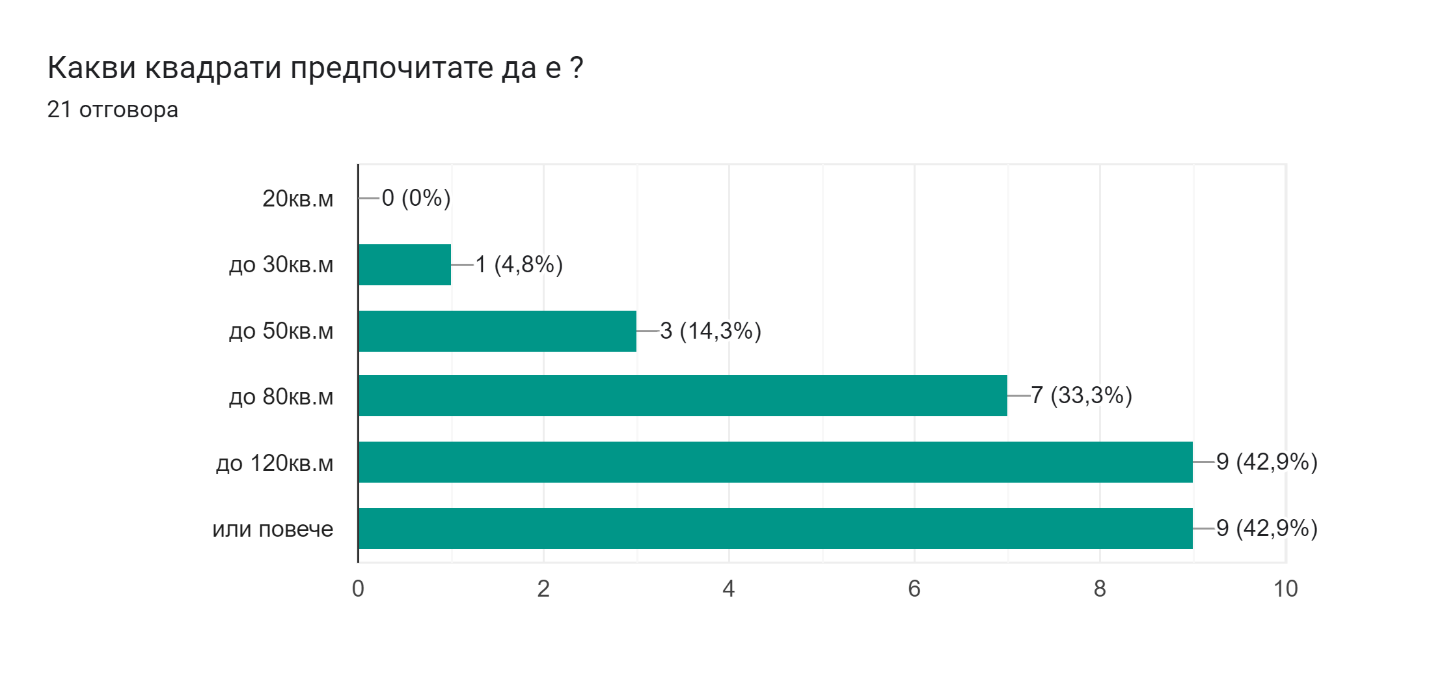 Какви квадрати предпочитате да е ?
21 отговора
20кв.м 0 (0%)
до 30кв.м 1 (4,8%)
до 50кв.м 3 (14,3%)
до 80кв.м 7 (33,3%)
до 120кв.м 9 (42,9%)
или повече 9 (42,9%)
0 2 4 6 8 10